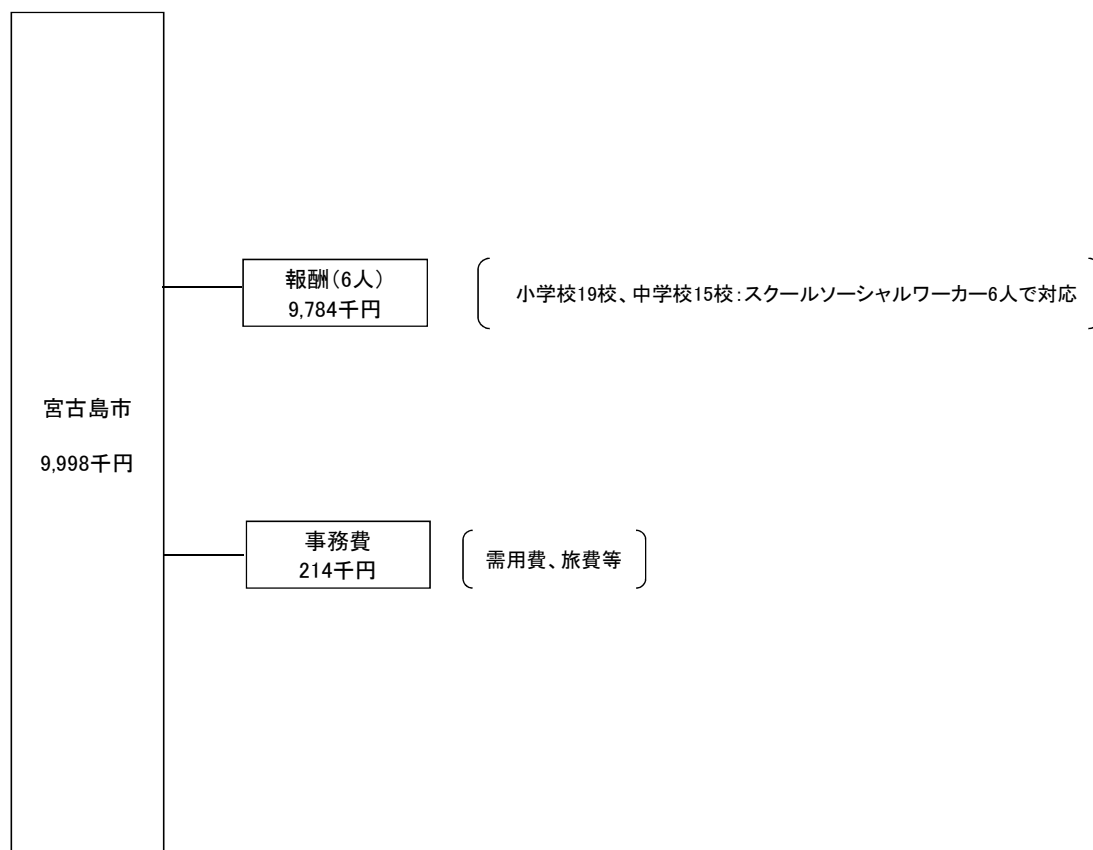 報酬(6人)
9,784千円
小学校19校、中学校15校:スクールソーシャルワーカー6人で対応
宮古島市
9,998千円
事務費
214千円
需用費、旅費等